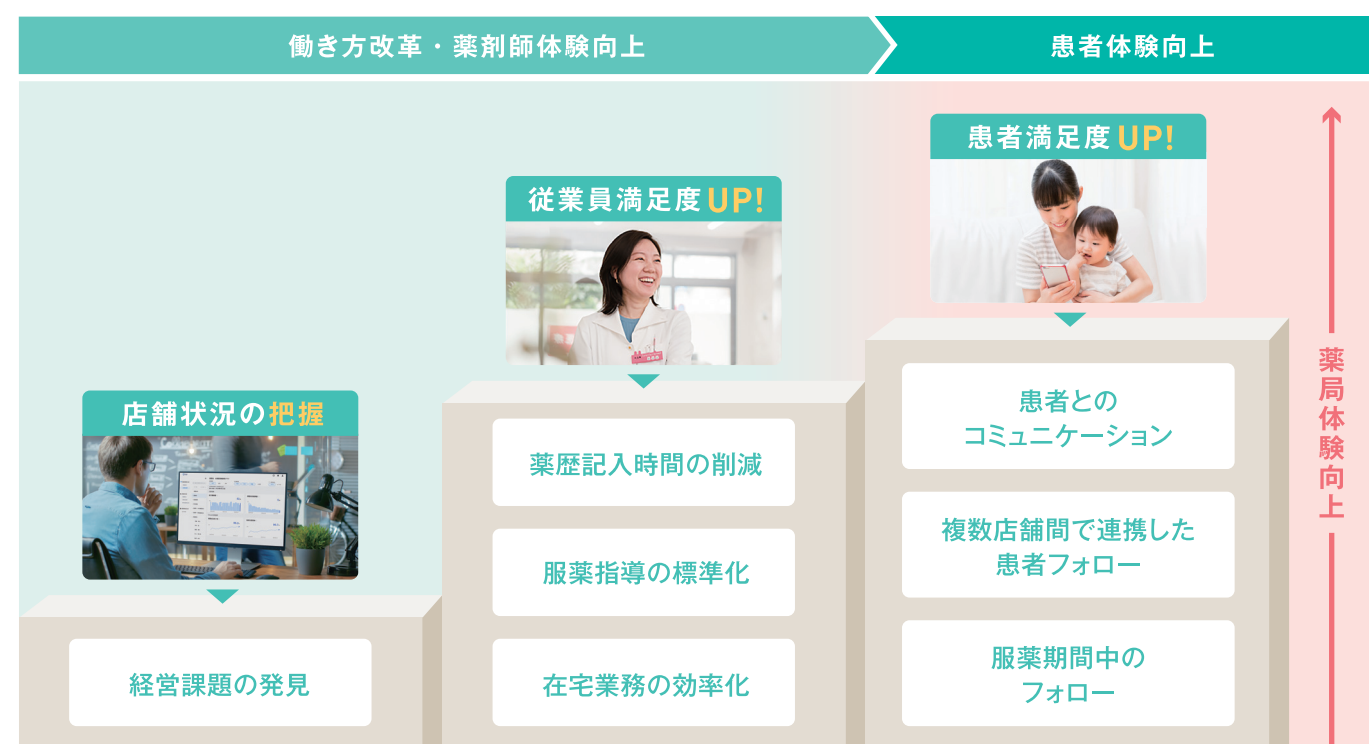 働き方改革・薬剤師体験向上
患者体験向上
患者満足度UP!
従業員満足度UP!
店舗状況の把握
薬局体験向上
患者との
コミュニケーション
薬歴記入時間の削減
複数店舗間で連携した
患者フォロー
服薬指導の標準化
服薬期間中の
フォロー
経営課題の発見
在宅業務の効率化